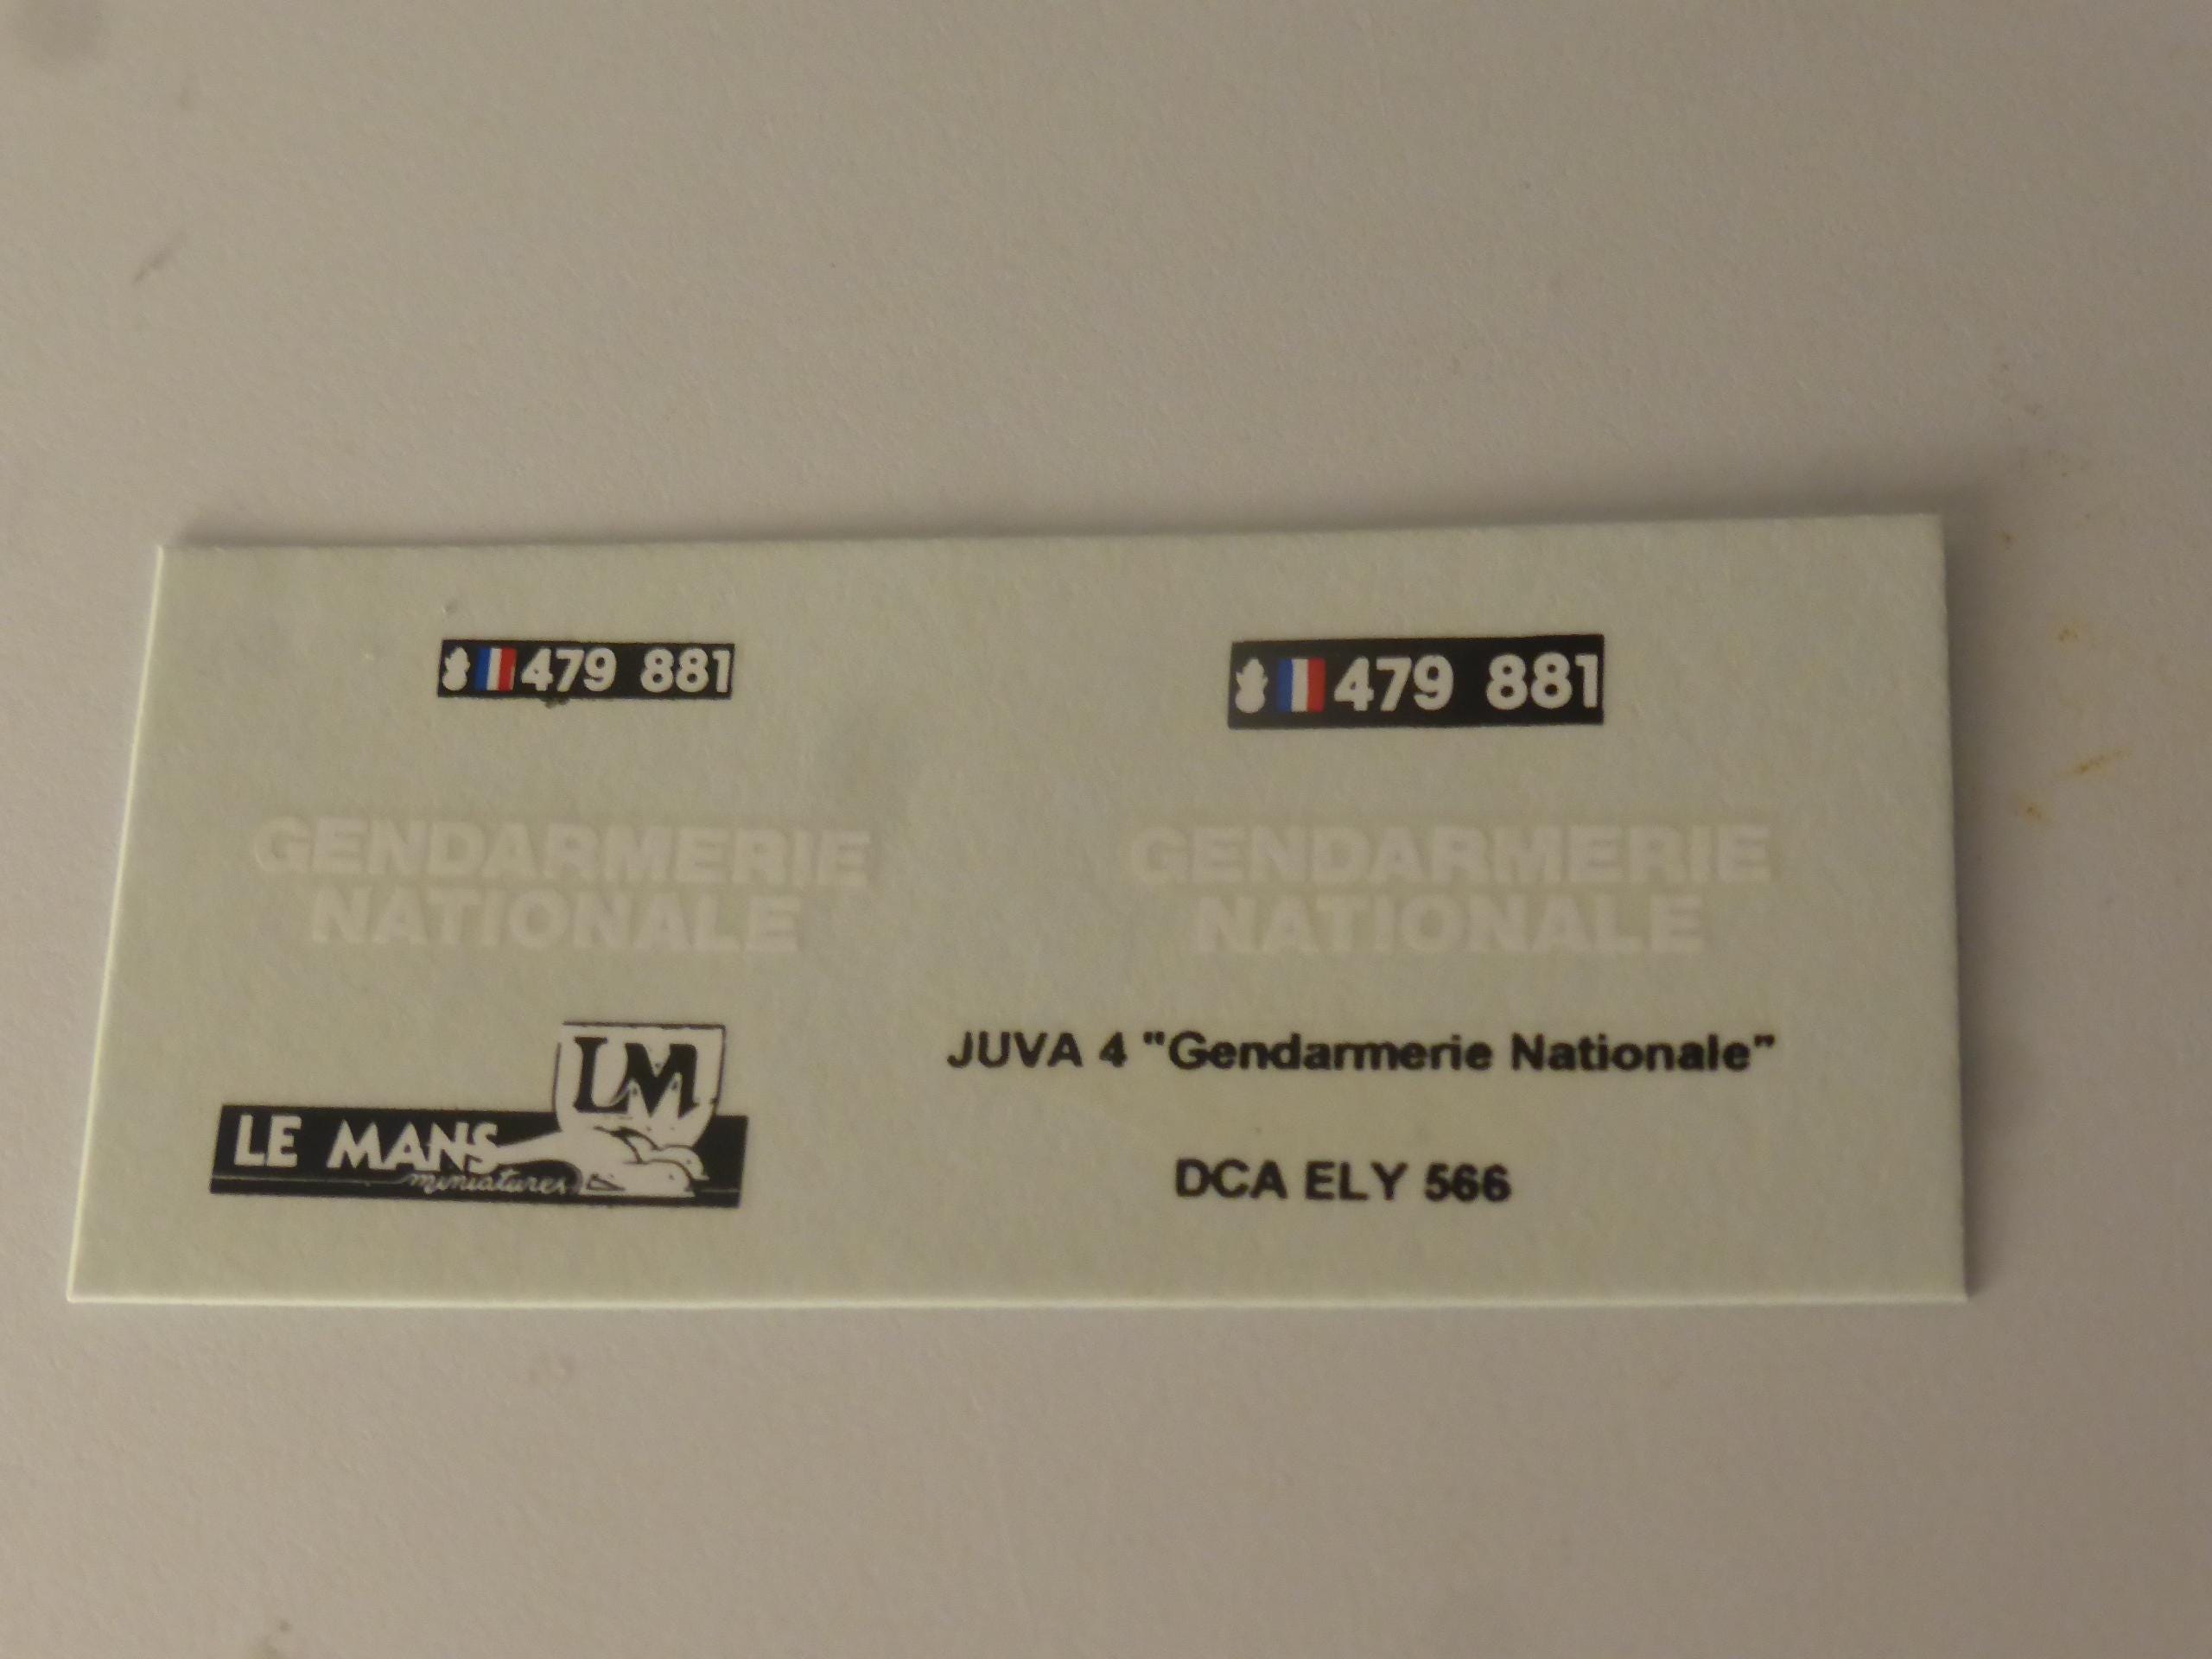 479 881
479 881
GENDARMERIE
NATIONALE
GENDARMERIE
NATIONALE
LM
LE MANS
miniatures
JUVA 4 "Gendarmerie Nationale"
DCA ELY 566